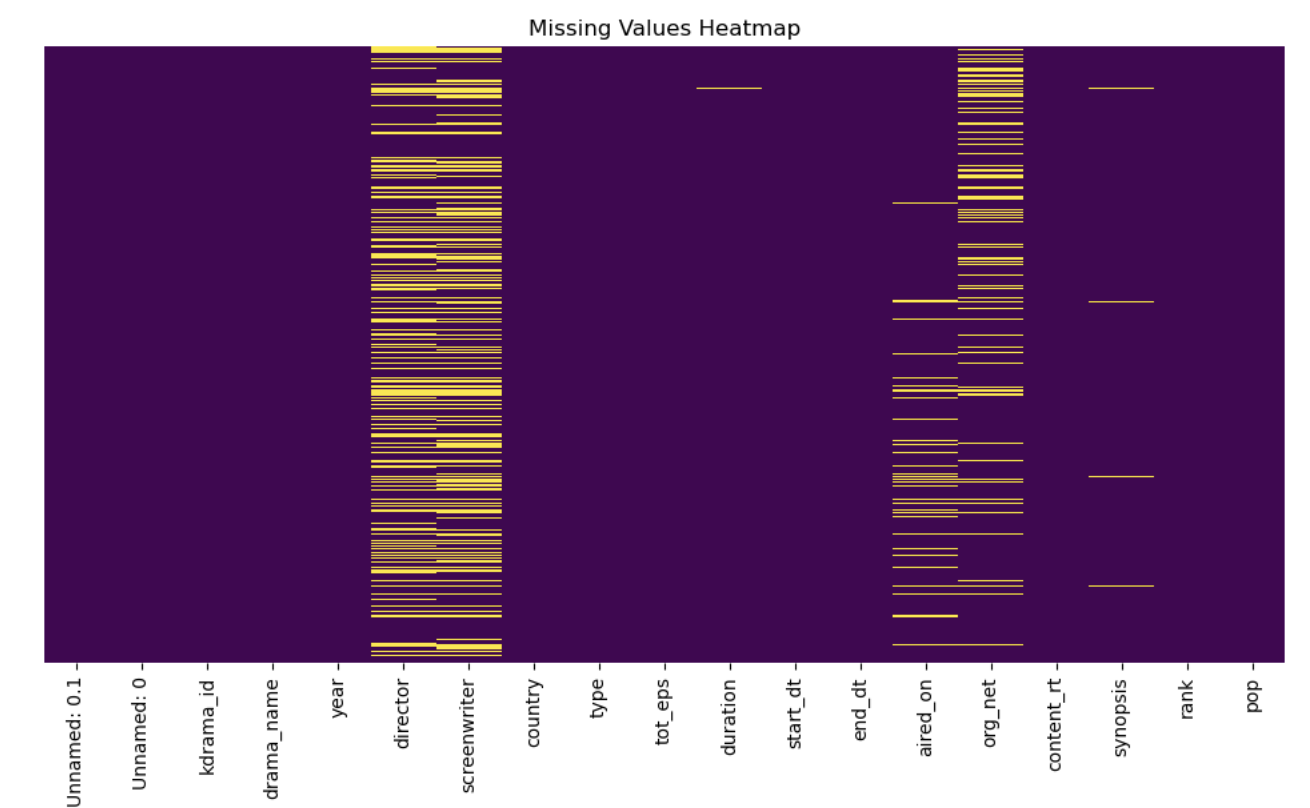 Missing Values Heatmap
Unnamed: 0.1
Unnamed: 0
kdrama_id
drama_name
year
director
screenwriter
country
type
tot_eps
duration
start_dt
end_dt
aired_on
org_net
content_rt
synopsis
rank
pop